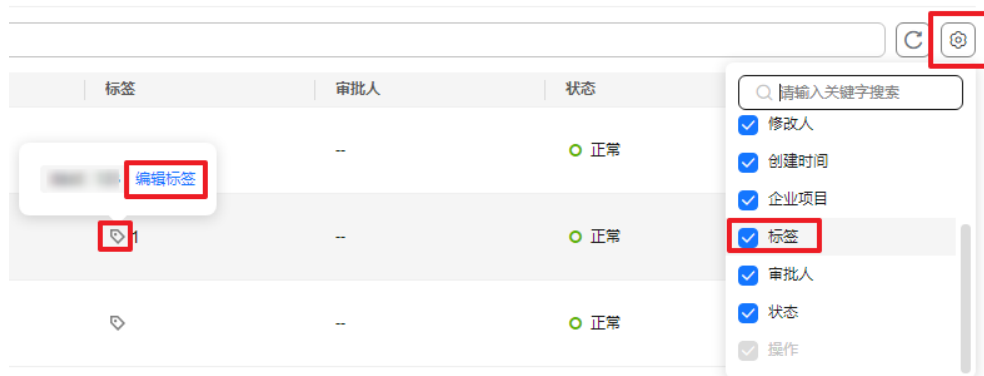 请输入关键字搜索
标签 审批人 状态
修改人
-- 正常
创建时间
编辑标签
企业项目
1 -- 正常
标签
审批人
状态
-- 正常
操作